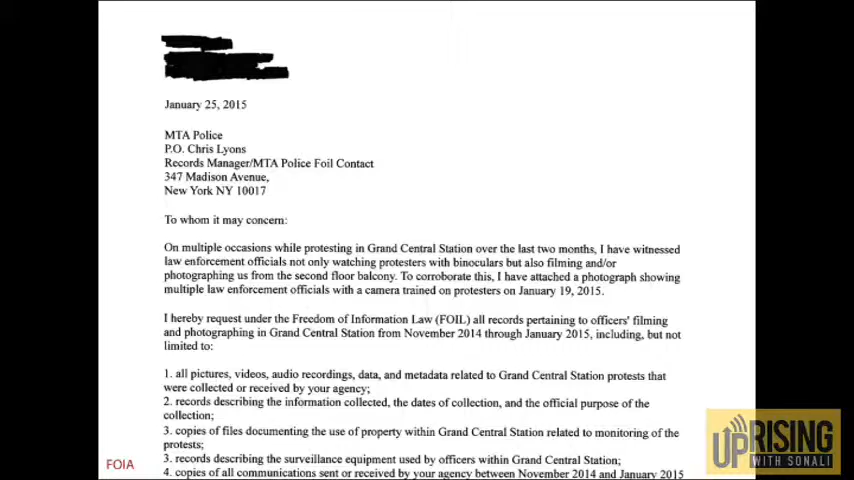 January 25, 2015
MTA Police
P.O. Chris Lyons
Records Manager/MTA Police Foil Contact
347 Madison Avenue,
New York NY 10017
To whom it may concern:
On multiple occasions while protesting in Grand Central Station over the last two months, I have witnessed
law enforcement officials not only watching protesters with binoculars but also filming and/or
photographing us from the second floor balcony. To corroborate this, I have attached a photograph showing
multiple law enforcement officials with a camera trained on protesters on January 19, 2015.
I hereby request under the Freedom of Information Law (FOIL) all records pertaining to officers' filming
and photographing in Grand Central Station from November 2014 through January 2015, including, but not
limited to:
1. all pictures, videos, audio recordings, data, and metadata related to Grand Central Station protests that
were collected or received by your agency;
2. records describing the information collected, the dates of collection, and the official purpose of the
collection;
3. copies of files documenting the use of property within Grand Central Station related to monitoring of the
protests;
3. records describing the surveillance equipment used by officers within Grand Central Station;
4. copies of all communications sent or received by your agency between November 2014 and January 2015
FOIA
UPRISING
WITH SONALI